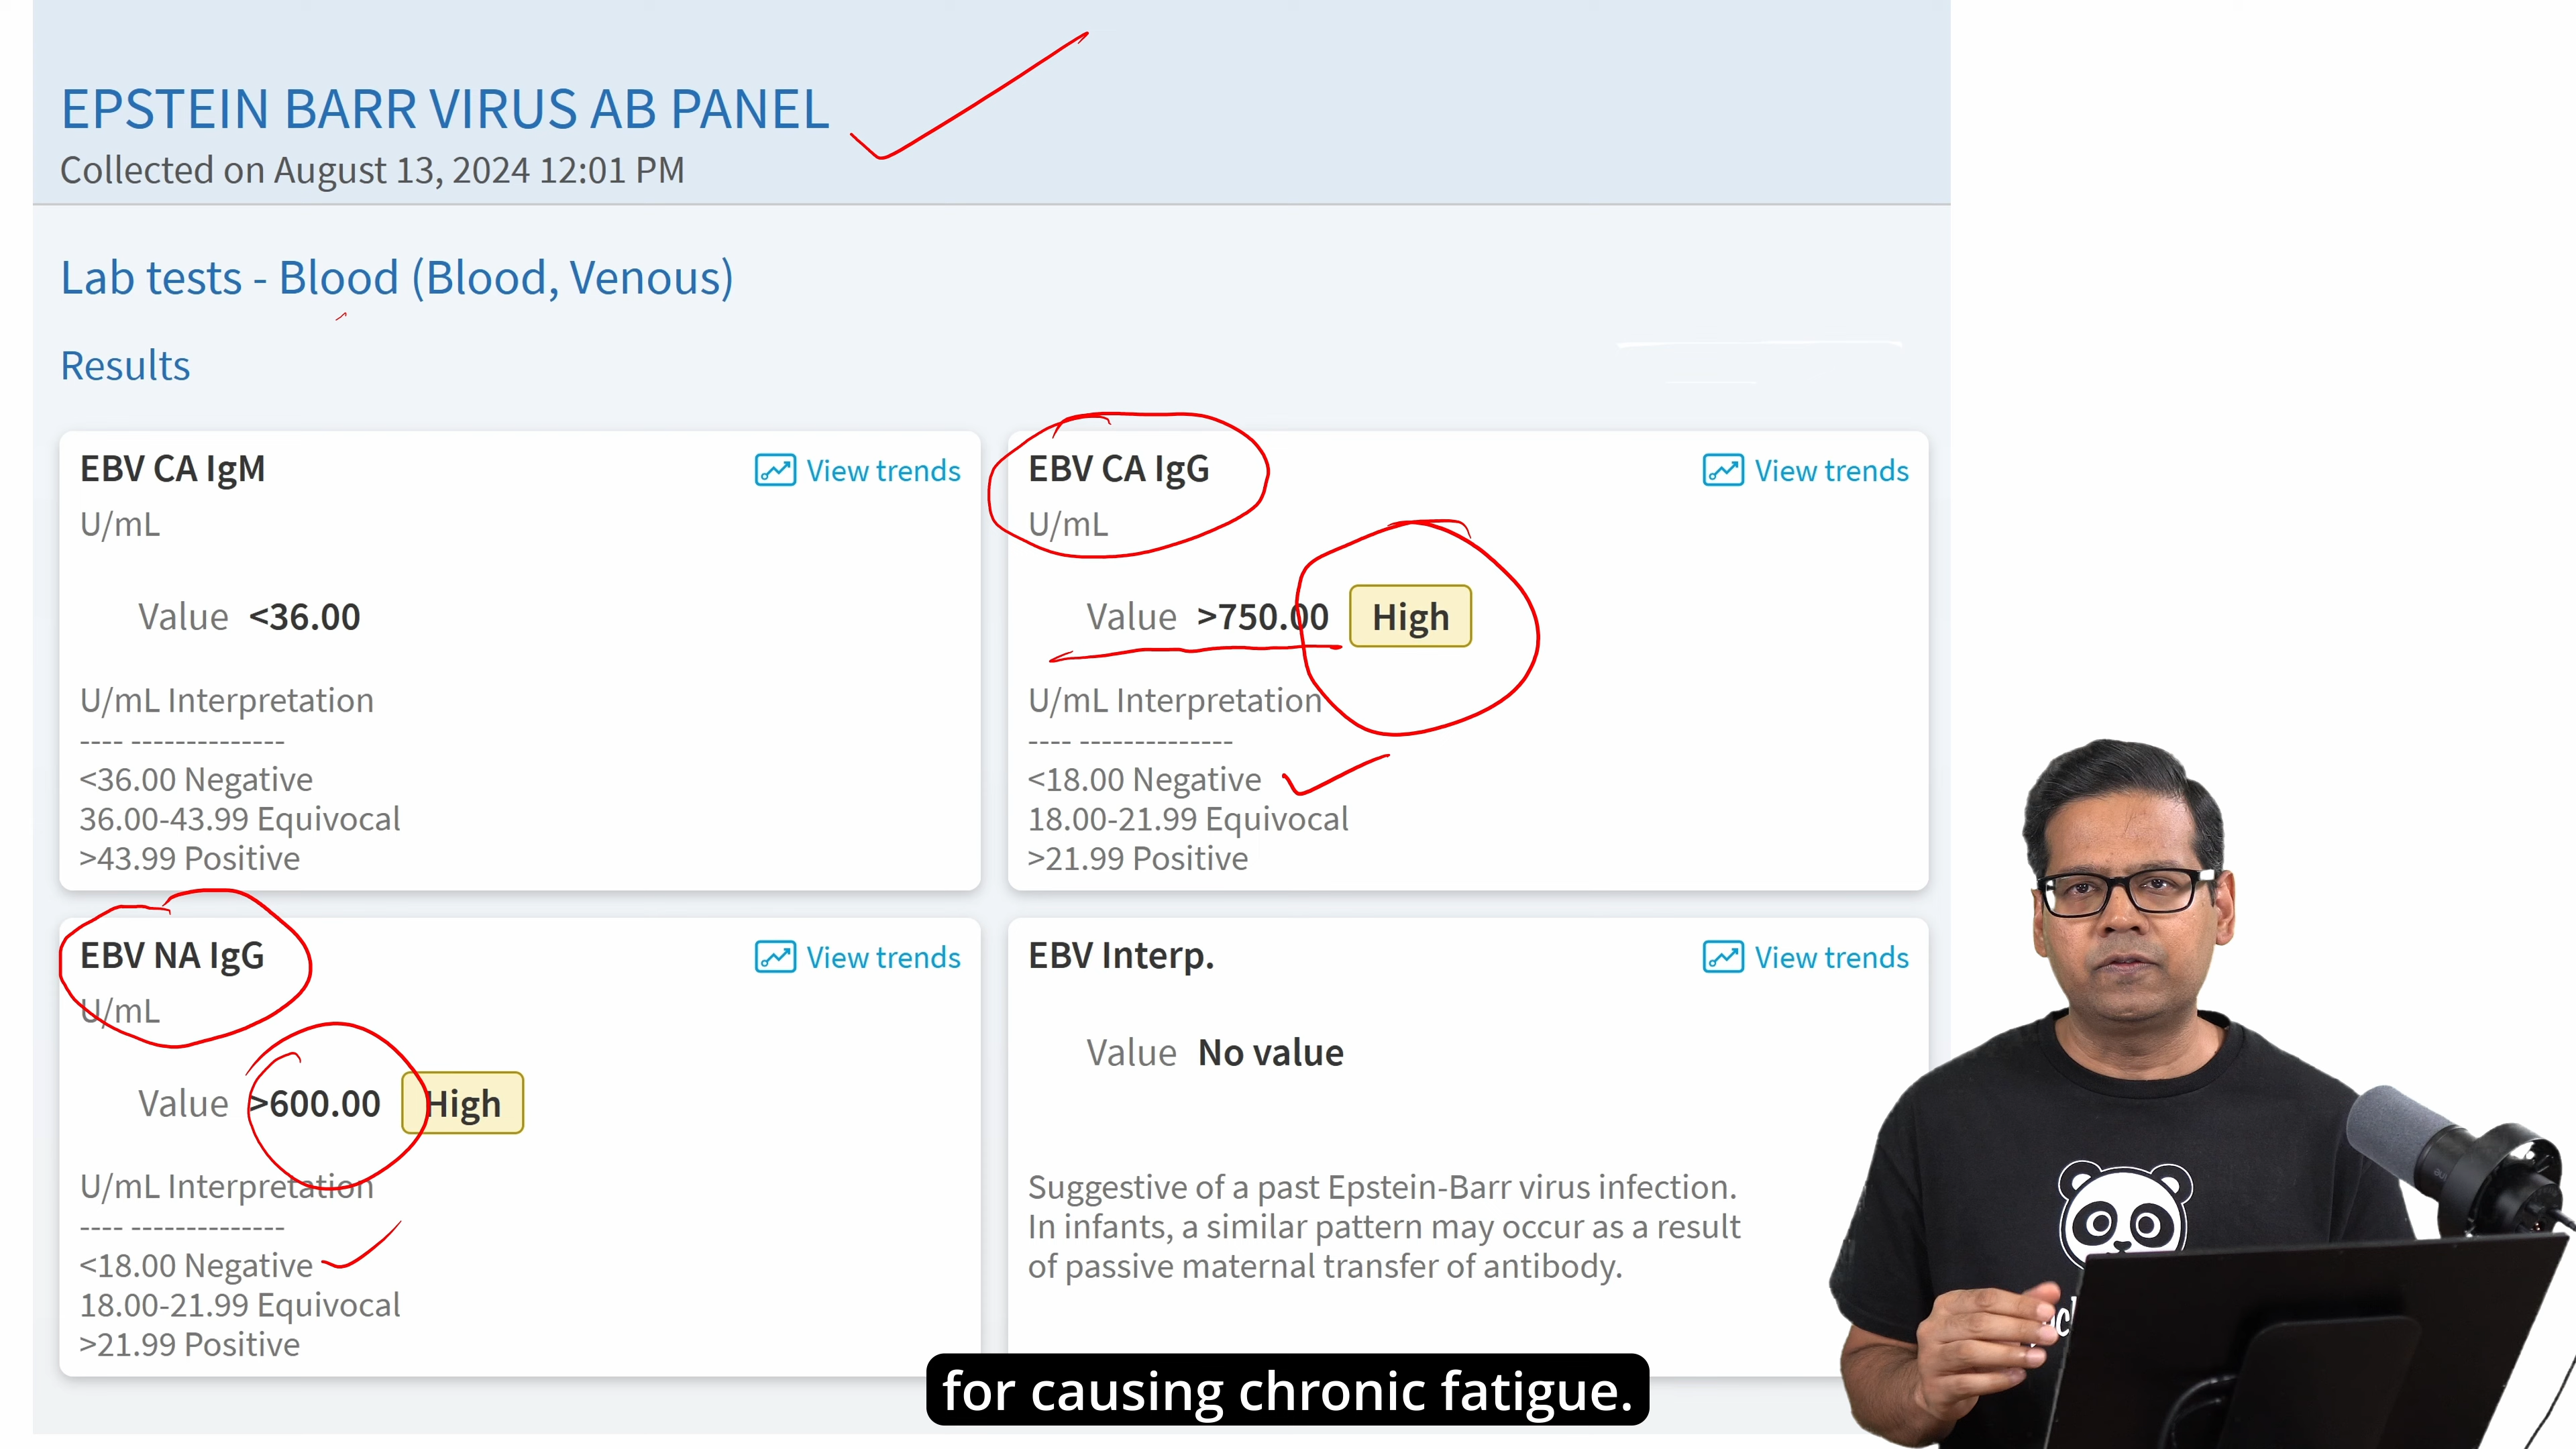 EPSTEIN BARR VIRUS AB PANEL
Collected on August 13, 2024 12:01 PM
Lab tests - Blood (Blood, Venous)
Results
EBV CA IgM
View trends
U/mL
Value <36.00
U/mL Interpretation
---- --------------
<36.00 Negative
36.00-43.99 Equivocal
>43.99 Positive
EBV CA IgG
View trends
U/mL
Value >750.00 High
U/mL Interpretation
---- --------------
<18.00 Negative
18.00-21.99 Equivocal
>21.99 Positive
EBV NA IgG
View trends
U/mL
Value >600.00 High
U/mL Interpretation
---- --------------
<18.00 Negative
18.00-21.99 Equivocal
>21.99 Positive
EBV Interp.
View trends
Value No value
Suggestive of a past Epstein-Barr virus infection.
In infants, a similar pattern may occur as a result
of passive maternal transfer of antibody.
for causing chronic fatigue.